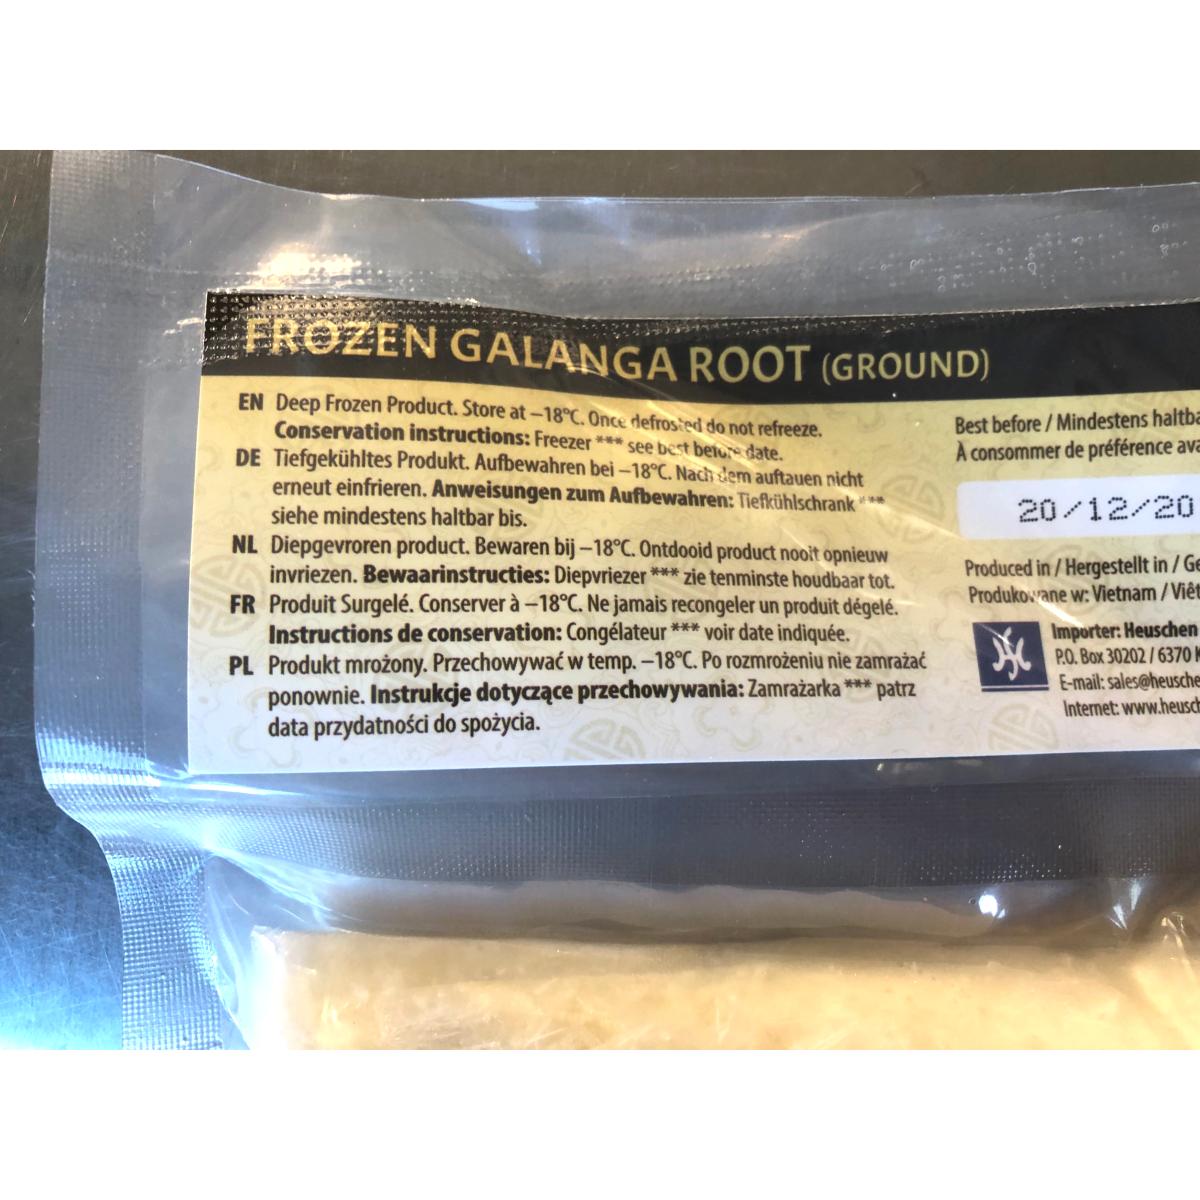 FROZEN GALANGA ROOT (GROUND)
EN Deep Frozen Product. Store at –18°C. Once defrosted do not refreeze.
Conservation instructions: Freezer *** see best before date.
DE Tiefgekühltes Produkt. Aufbewahren bei –18°C. Nach dem auftauen nicht
erneut einfrieren. Anweisungen zum Aufbewahren: Tiefkühlschrank ***
siehe mindestens haltbar bis.
NL Diepgevroren product. Bewaren bij –18°C. Ontdooid product nooit opnieuw
invriezen. Bewaarinstructies: Diepvriezer *** zie tenminste houdbaar tot.
FR Produit Surgelé. Conserver à –18°C. Ne jamais recongeler un produit dégelé.
Instructions de conservation: Congélateur *** voir date indiquée.
PL Produkt mrożony. Przechowywać w temp. –18°C. Po rozmrożeniu nie zamrażać
ponownie. Instrukcje dotyczące przechowywania: Zamrażarka *** patrz
data przydatności do spożycia.
Best before / Mindestens haltba
À consommer de préférence ava
20/12/20
Produced in / Hergestellt in / Ge
Produkowane w: Vietnam / Viêt
Importer: Heuschen
P.O. Box 30202 / 6370 K
E-mail: sales@heusche
Internet: www.heusch